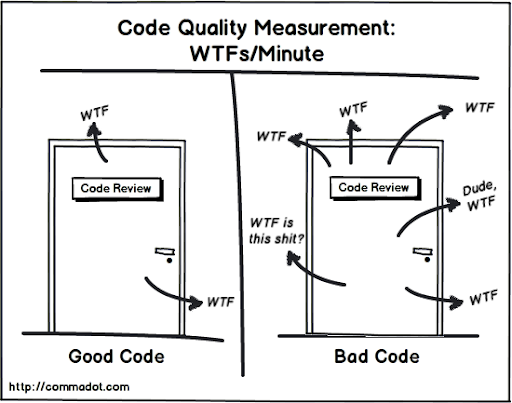 Code Quality Measurement:
WTFs/Minute
WTF
Code Review
WTF
Good Code
WTF
WTF
WTF
Code Review
Dude,
WTF
WTF is
this shit?
WTF
Bad Code
http://commadot.com